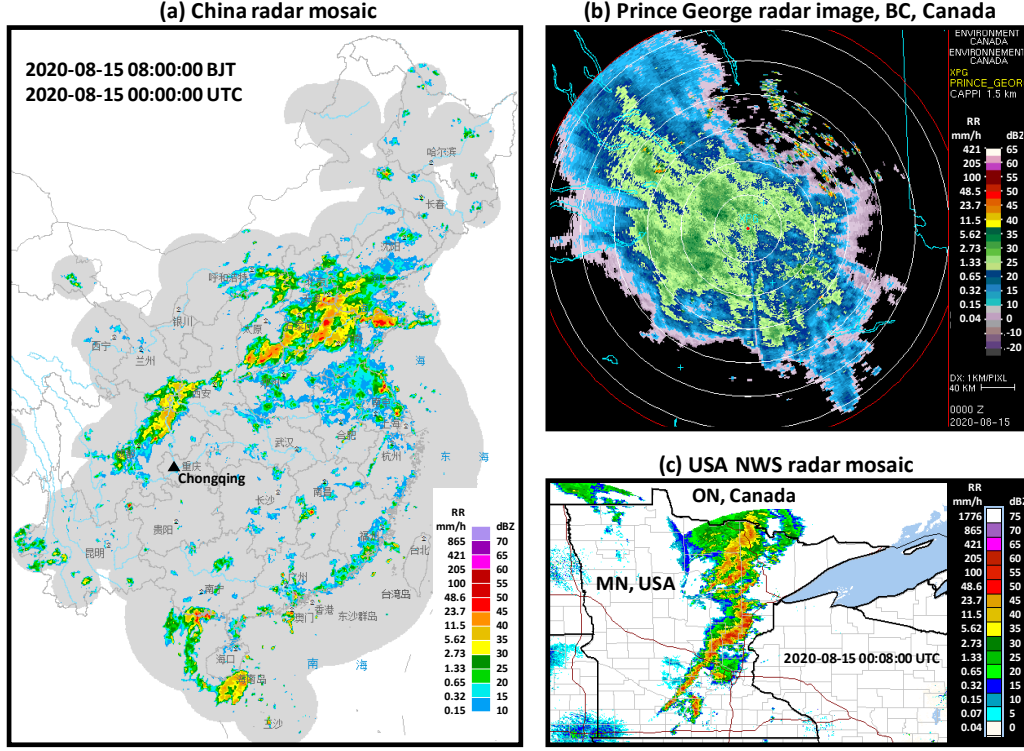 (a) China radar mosaic
2020-08-15 08:00:00 BJT
2020-08-15 00:00:00 UTC
哈尔滨
长春
沈阳
呼和浩特
银川
太原
西宁
兰州
海
西安
合肥
上海
武汉
杭州
东 海
重庆
Chongqing
长沙
南昌
贵阳
福州
台北
昆明
台湾岛
南宁
广州
香港
澳门
东沙群岛
海口
南 海
海南岛
三沙
RR
mm/h
dBZ
865 70
421 65
205 60
100 55
48.6 50
23.7 45
11.5 40
5.62 35
2.73 30
1.33 25
0.65 20
0.32 15
0.15 10
(b) Prince George radar image, BC, Canada
ENVIRONMENT
CANADA
ENVIRONNEMENT
CANADA
XPG
PRINCE_GEOR
CAPPI 1.5 km
RR
mm/h dBZ
421 65
205 60
100 55
48.5 50
23.7 45
11.5 40
5.62 35
2.73 30
1.33 25
0.65 20
0.32 15
0.15 10
0.04 0
-10
-20
DX: 1KM/PIXL
40 KM
0000 Z
2020-08-15
(c) USA NWS radar mosaic
ON, Canada
MN, USA
2020-08-15 00:08:00 UTC
RR
mm/h dBZ
1776 75
865 70
421 65
205 60
100 55
48.6 50
23.7 45
11.5 40
5.62 35
2.73 30
1.33 25
0.65 20
0.32 15
0.15 10
0.07 5
0.04 0